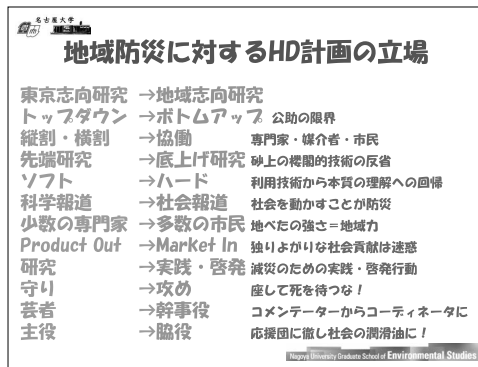 名古屋大学
地域防災に対するHD計画の立場
東京志向研究 →地域志向研究
トップダウン →ボトムアップ 公助の限界
縦割・横割 →協働 専門家・媒介者・市民
先端研究 →底上げ研究 砂上の楼閣的技術の反省
ソフト →ハード 利用技術から本質の理解への回帰
科学報道 →社会報道 社会を動かすことが防災
少数の専門家 →多数の市民 地べたの強さ=地域力
Product Out →Market In 独りよがりな社会貢献は迷惑
研究 →実践・啓発 減災のための実践・啓発行動
守り →攻め 座して死を待つな!
芸者 →幹事役 コメンテーターからコーディネータに
主役 →脇役 応援団に徹し社会の潤滑油に!
Nagoya University Graduate School of Environmental Studies